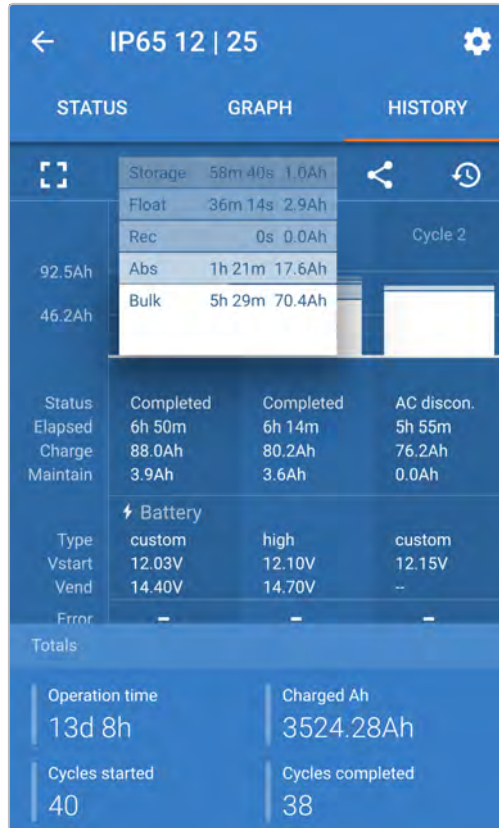 IP65 12 | 25
STATUS GRAPH HISTORY
Storage 58m 40s 1.0Ah
Float 36m 14s 2.9Ah
Rec 0s 0.0Ah
Cycle 2
Abs 1h 21m 17.6Ah
92.5Ah
Bulk 5h 29m 70.4Ah
46.2Ah
Status Completed Completed AC discon.
Elapsed 6h 50m 6h 14m 5h 55m
Charge 88.0Ah 80.2Ah 76.2Ah
Maintain 3.9Ah 3.6Ah 0.0Ah
Battery
Type custom high custom
Vstart 12.03V 12.10V 12.15V
Vend 14.40V 14.70V --
Error – – –
Totals
Operation time Charged Ah
13d 8h 3524.28Ah
Cycles started Cycles completed
40 38